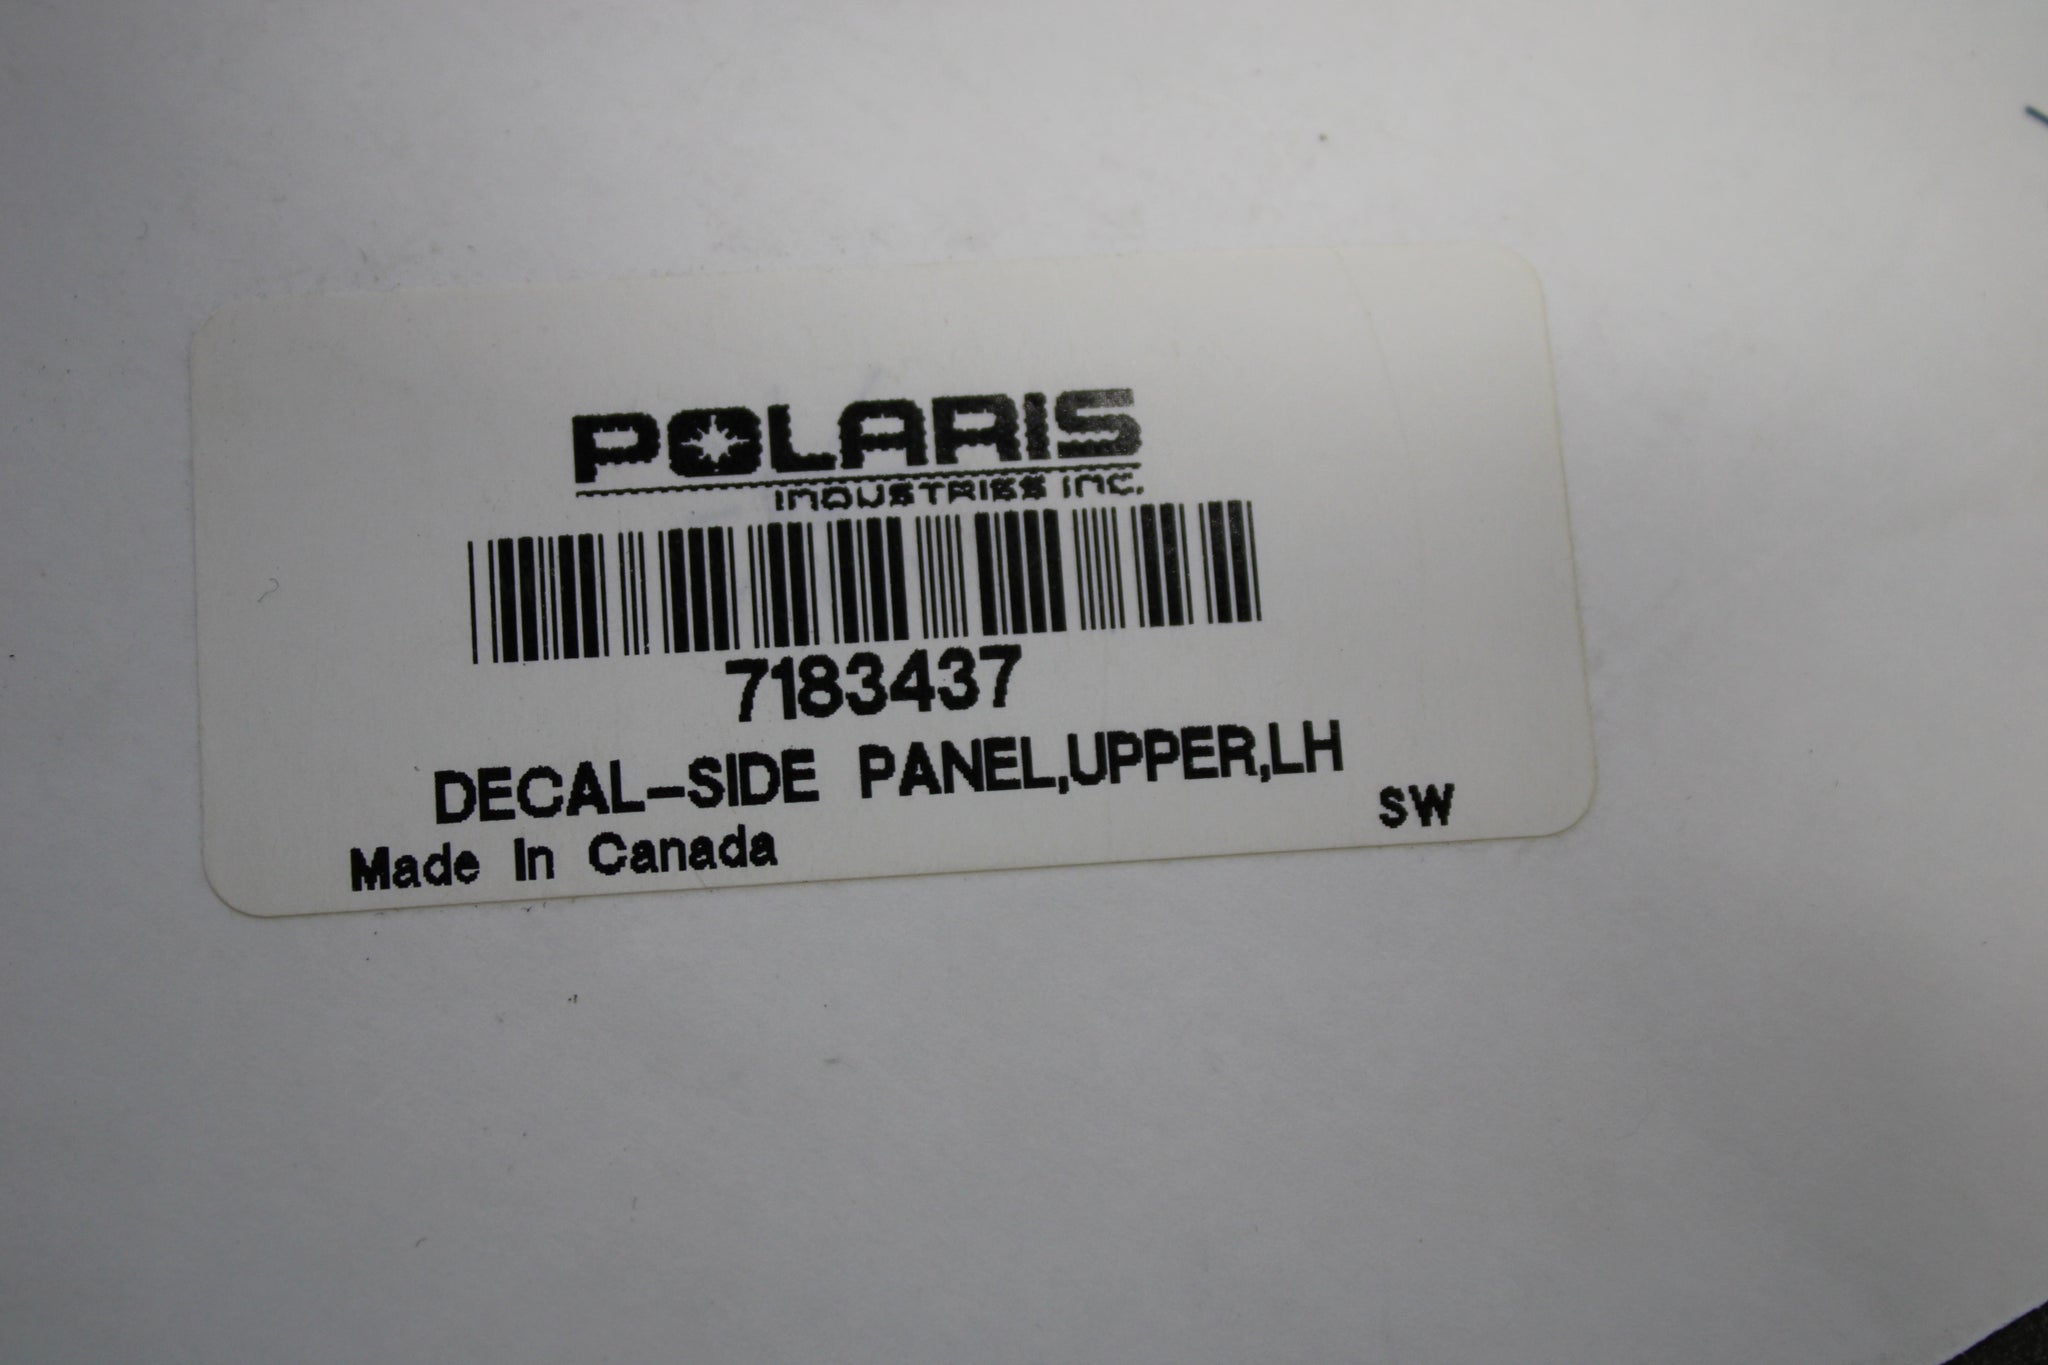 POLARIS
INDUSTRIES INC.
7183437
DECAL-SIDE PANEL,UPPER,LH
SW
Made In Canada